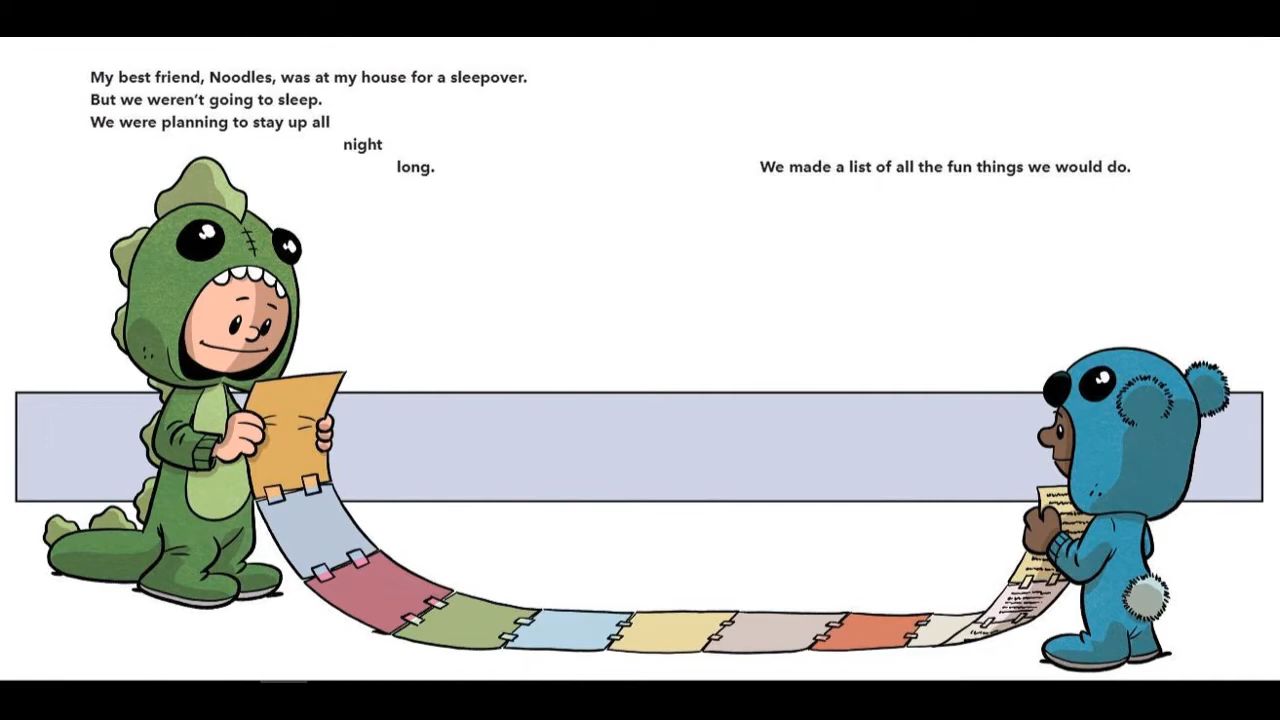 My best friend, Noodles, was at my house for a sleepover.
But we weren't going to sleep.
We were planning to stay up all
night
long.
We made a list of all the fun things we would do.